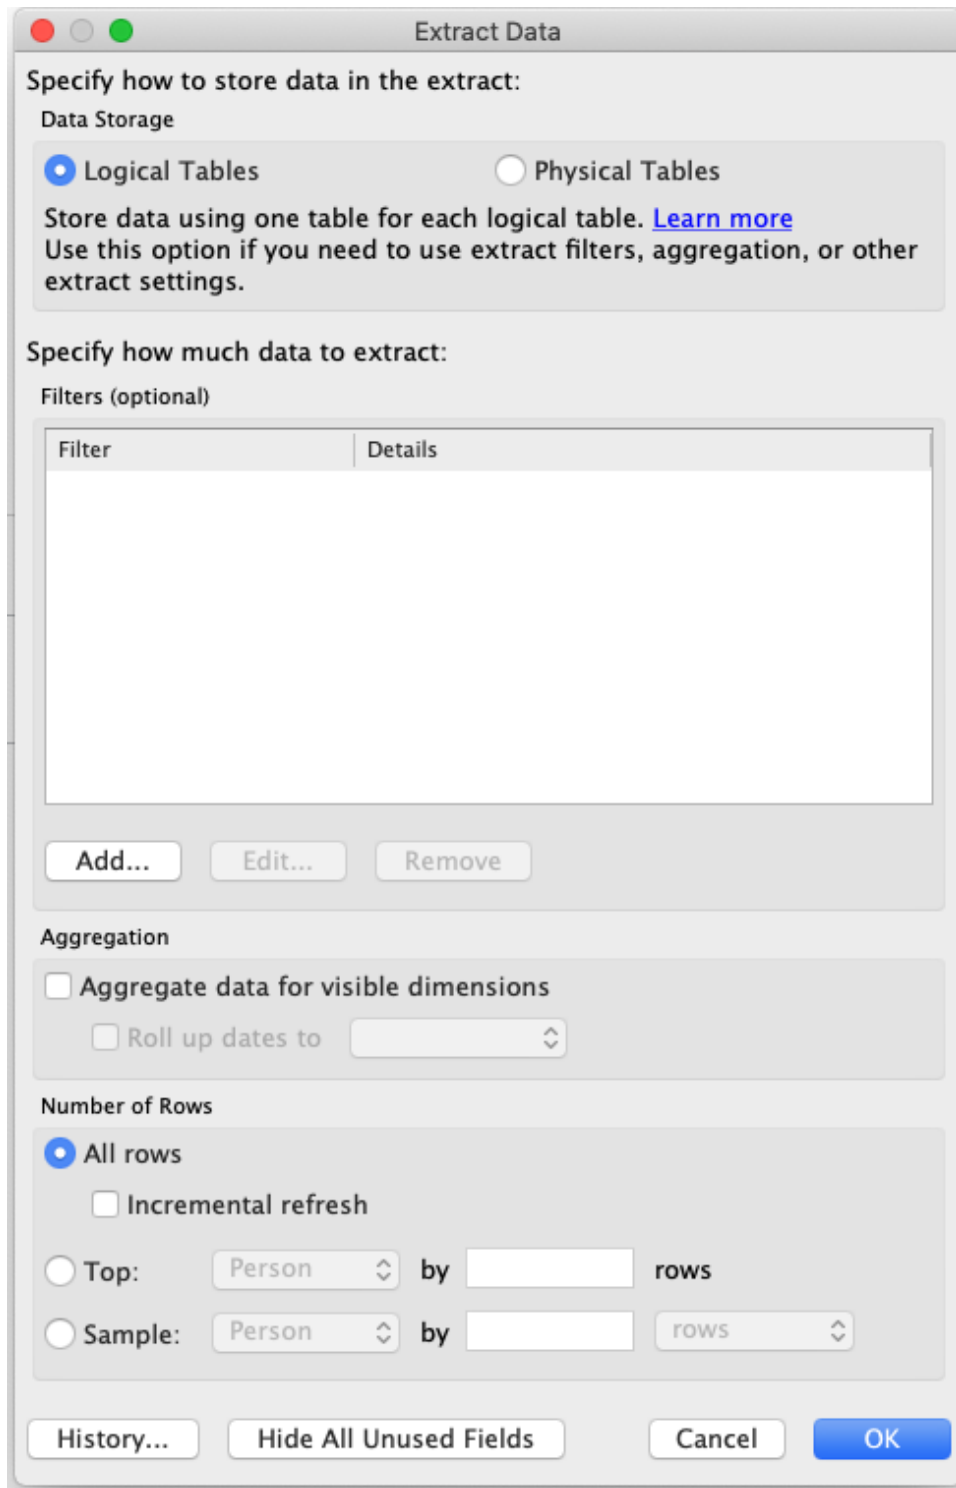 Extract Data
Specify how to store data in the extract:
Data Storage
Logical Tables Physical Tables
Store data using one table for each logical table. Learn more
Use this option if you need to use extract filters, aggregation, or other
extract settings.
Specify how much data to extract:
Filters (optional)
Filter Details
Add... Edit... Remove
Aggregation
Aggregate data for visible dimensions
Roll up dates to
Number of Rows
All rows
Incremental refresh
Top: Person by rows
Sample: Person by rows
History... Hide All Unused Fields Cancel OK